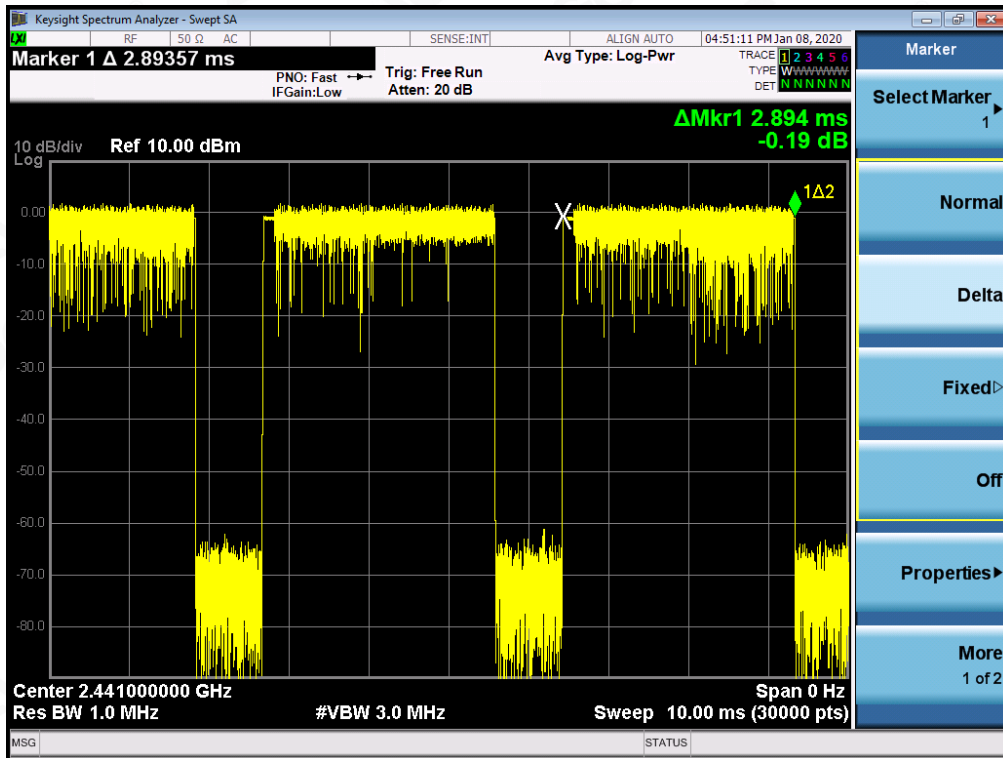 Keysight Spectrum Analyzer - Swept SA
LXI RF 50 Ω AC SENSE:INT ALIGN AUTO 04:51:11 PM Jan 08, 2020
Marker 1 Δ 2.89357 ms
PNO: Fast
IFGain:Low
Trig: Free Run
Atten: 20 dB
Avg Type: Log-Pwr
TRACE 1 2 3 4 5 6
TYPE WWWWWW
DET N N N N N N
ΔMkr1 2.894 ms
-0.19 dB
10 dB/div Ref 10.00 dBm
Log
1Δ2
0.00
-10.0
-20.0
-30.0
-40.0
-50.0
-60.0
-70.0
-80.0
Center 2.441000000 GHz Span 0 Hz
Res BW 1.0 MHz #VBW 3.0 MHz Sweep 10.00 ms (30000 pts)
MSG STATUS
Marker
Select Marker
1
Normal
Delta
Fixed
Off
Properties
More
1 of 2